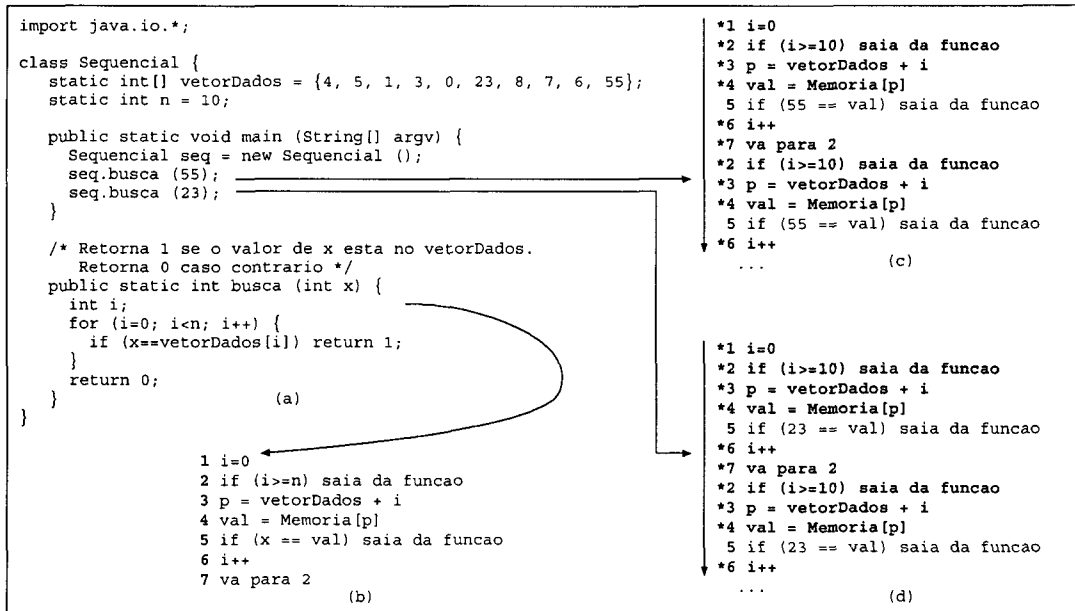 import java.io.*;
class Sequencial {
static int[] vetorDados = {4, 5, 1, 3, 0, 23, 8, 7, 6, 55};
static int n = 10;
public static void main (String[] argv) {
Sequencial seq = new Sequencial ();
seq.busca (55);
seq.busca (23);
}
/* Retorna 1 se o valor de x esta no vetorDados.
Retorna 0 caso contrario */
public static int busca (int x) {
int i;
for (i=0; i<n; i++) {
if (x==vetorDados[i]) return 1;
}
return 0;
}
(a)
}
1 i=0
2 if (i>=n) saia da funcao
3 p = vetorDados + i
4 val = Memoria[p]
5 if (x == val) saia da funcao
6 i++
7 va para 2
(b)
*1 i=0
*2 if (i>=10) saia da funcao
*3 p = vetorDados + i
*4 val = Memoria[p]
5 if (55 == val) saia da funcao
*6 i++
*7 va para 2
*2 if (i>=10) saia da funcao
*3 p = vetorDados + i
*4 val = Memoria[p]
5 if (55 == val) saia da funcao
*6 i++
...
(c)
*1 i=0
*2 if (i>=10) saia da funcao
*3 p = vetorDados + i
*4 val = Memoria[p]
5 if (23 == val) saia da funcao
*6 i++
*7 va para 2
*2 if (i>=10) saia da funcao
*3 p = vetorDados + i
*4 val = Memoria[p]
5 if (23 == val) saia da funcao
*6 i++
...
(d)